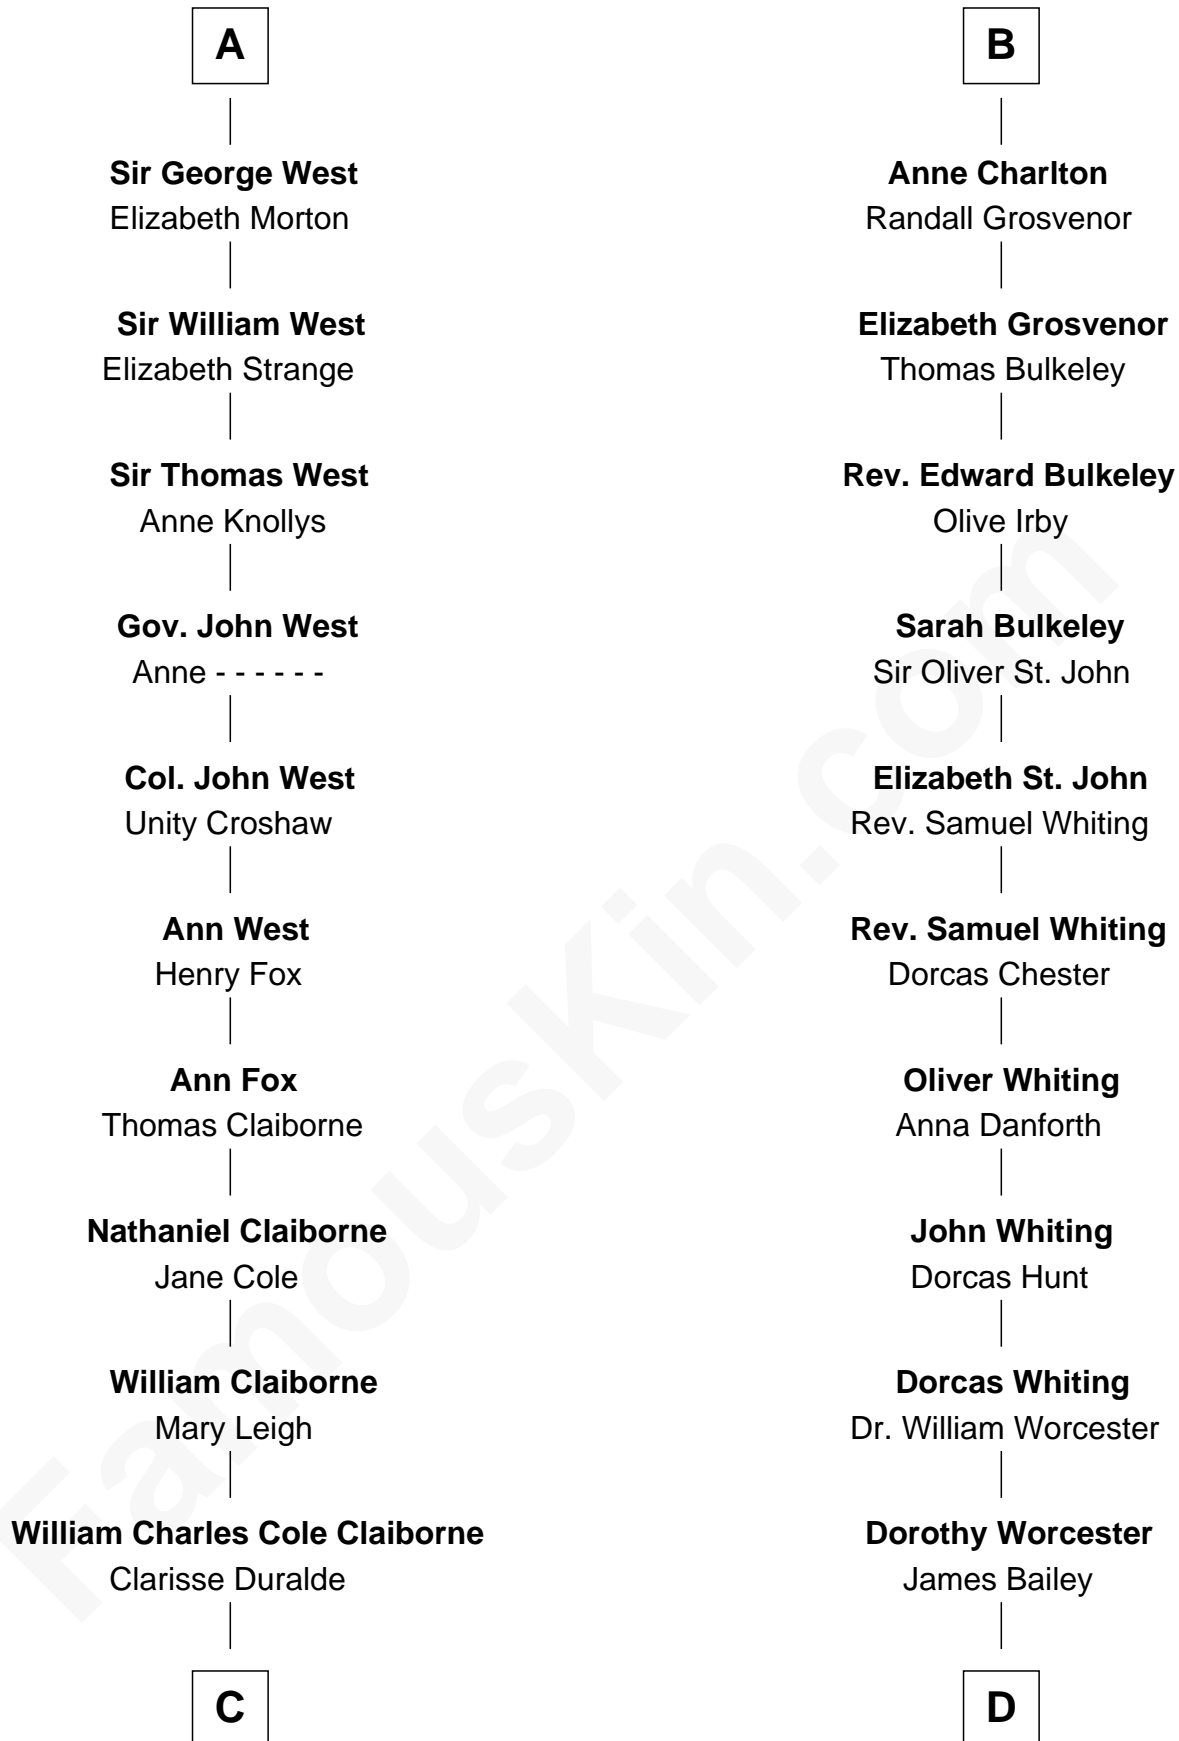 A
Sir George West
Elizabeth Morton
Sir William West
Elizabeth Strange
Sir Thomas West
Anne Knollys
Gov. John West
Anne - - - - - -
Col. John West
Unity Croshaw
Ann West
Henry Fox
Ann Fox
Thomas Claiborne
Nathaniel Claiborne
Jane Cole
William Claiborne
Mary Leigh
William Charles Cole Claiborne
Clarisse Duralde
C
B
Anne Charlton
Randall Grosvenor
Elizabeth Grosvenor
Thomas Bulkeley
Rev. Edward Bulkeley
Olive Irby
Sarah Bulkeley
Sir Oliver St. John
Elizabeth St. John
Rev. Samuel Whiting
Rev. Samuel Whiting
Dorcas Chester
Oliver Whiting
Anna Danforth
John Whiting
Dorcas Hunt
Dorcas Whiting
Dr. William Worcester
Dorothy Worcester
James Bailey
D
FamousKin.com